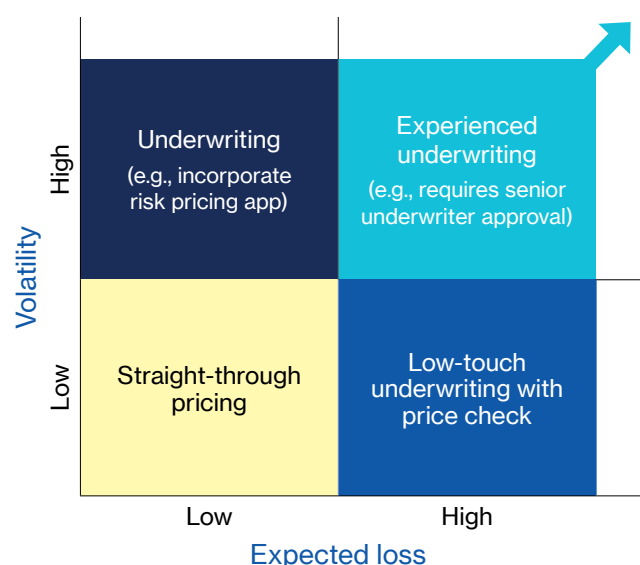 Volatility
High
Low
Underwriting
(e.g., incorporate
risk pricing app)
Experienced
underwriting
(e.g., requires senior
underwriter approval)
Straight-through
pricing
Low-touch
underwriting with
price check
Low
High
Expected loss